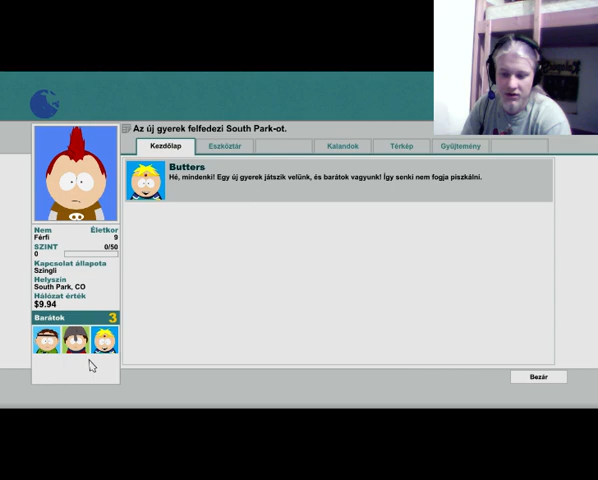 Az új gyerek felfedezi South Park-ot.
Kezdőlap
Eszköztár
Kalandok
Térkép
Gyűjtemény
Butters
Hé, mindenki! Egy új gyerek játszik velünk, és barátok vagyunk! Így senki nem fogja piszkálni.
Nem Életkor
Férfi 9
SZINT 0/50
0
Kapcsolat állapota
Szingli
Helyszín
South Park, CO
Hálózat érték
$9.94
Barátok 3
Bezár